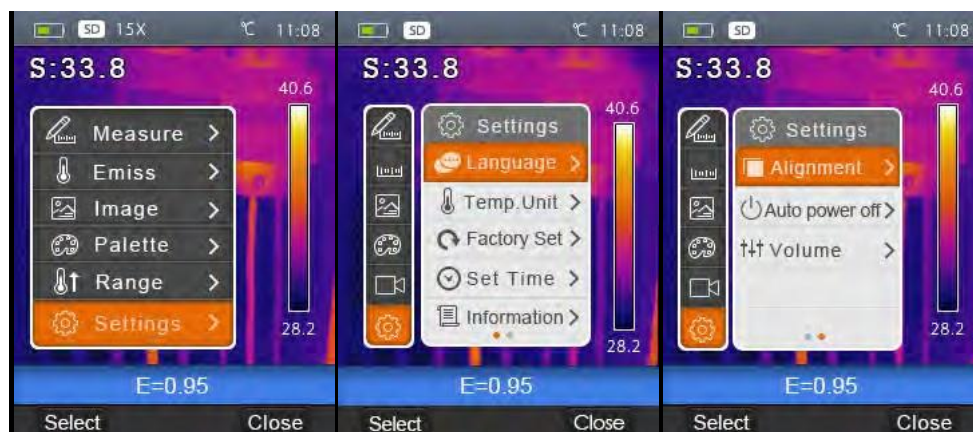 SD 15X ℃ 11:08
S:33.8
40.6
Measure >
Emiss >
Image >
Palette >
Range >
Settings >
28.2
E=0.95
Select Close
SD ℃ 11:08
S:33.8
40.6
Settings
Language >
Temp.Unit >
Factory Set >
Set Time >
Information >
28.2
E=0.95
Select Close
SD ℃ 11:08
S:33.8
40.6
Settings
Alignment >
Auto power off >
Volume >
28.2
E=0.95
Select Close